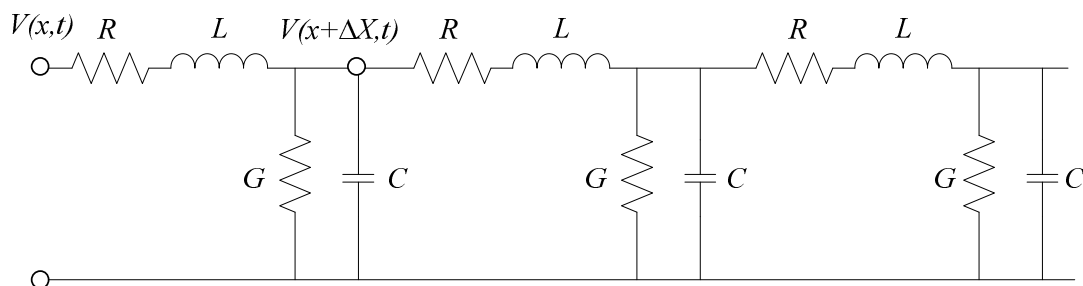 V(x,t) R L V(x+ΔX,t) R L R L
G C G C G C